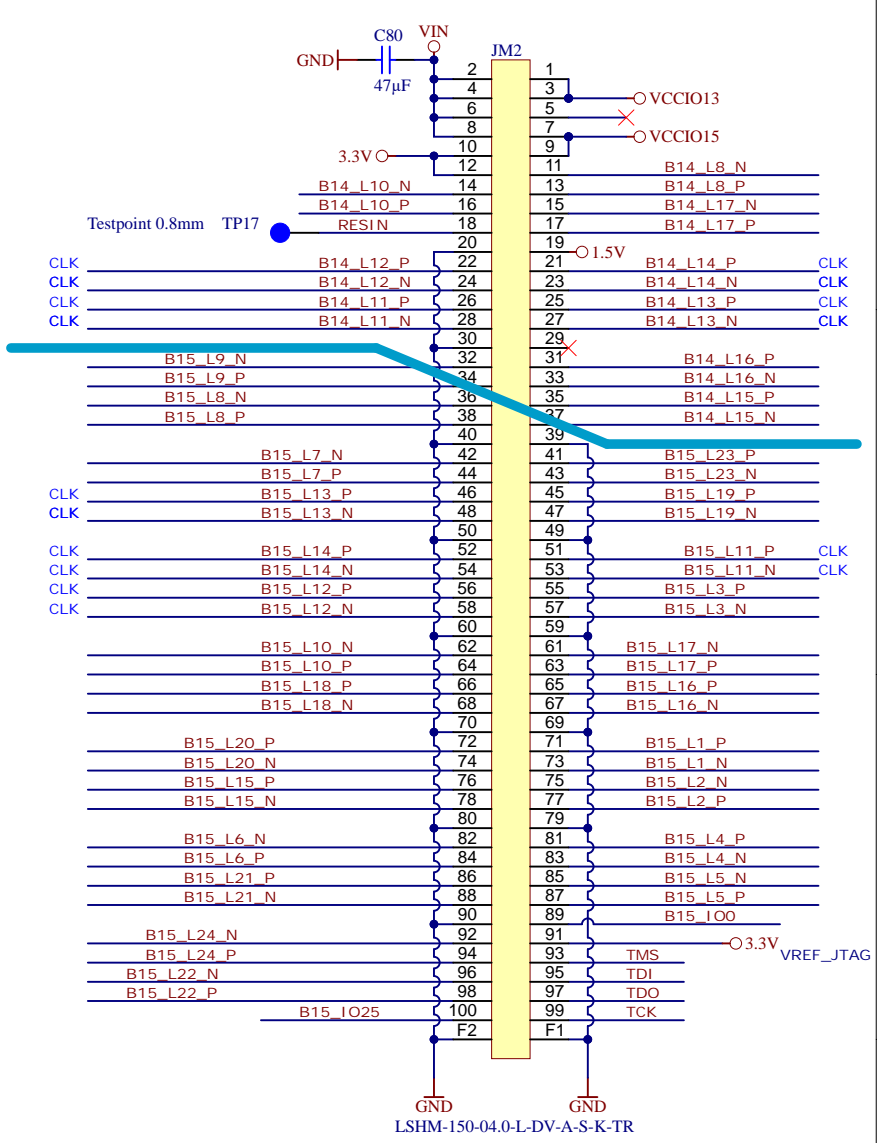 C80 VIN
GND JM2
47µF
2 1
4 3 VCCIO13
6 5
8 7 VCCIO15
3.3V 10 9
12 11 B14_L8_N
B14_L10_N 14 13 B14_L8_P
B14_L10_P 16 15 B14_L17_N
Testpoint 0.8mm TP17 RESIN 18 17 B14_L17_P
20 19 1.5V
CLK B14_L12_P 22 21 B14_L14_P CLK
CLK B14_L12_N 24 23 B14_L14_N CLK
CLK B14_L11_P 26 25 B14_L13_P CLK
CLK B14_L11_N 28 27 B14_L13_N CLK
30 29
B15_L9_N 32 31 B14_L16_P
B15_L9_P 34 33 B14_L16_N
B15_L8_N 36 35 B14_L15_P
B15_L8_P 38 37 B14_L15_N
40 39
B15_L7_N 42 41 B15_L23_P
B15_L7_P 44 43 B15_L23_N
CLK B15_L13_P 46 45 B15_L19_P
CLK B15_L13_N 48 47 B15_L19_N
50 49
CLK B15_L14_P 52 51 B15_L11_P CLK
CLK B15_L14_N 54 53 B15_L11_N CLK
CLK B15_L12_P 56 55 B15_L3_P
CLK B15_L12_N 58 57 B15_L3_N
60 59
B15_L10_N 62 61 B15_L17_N
B15_L10_P 64 63 B15_L17_P
B15_L18_P 66 65 B15_L16_P
B15_L18_N 68 67 B15_L16_N
70 69
B15_L20_P 72 71 B15_L1_P
B15_L20_N 74 73 B15_L1_N
B15_L15_P 76 75 B15_L2_N
B15_L15_N 78 77 B15_L2_P
80 79
B15_L6_N 82 81 B15_L4_P
B15_L6_P 84 83 B15_L4_N
B15_L21_P 86 85 B15_L5_N
B15_L21_N 88 87 B15_L5_P
90 89 B15_IO0
B15_L24_N 92 91 3.3V VREF_JTAG
B15_L24_P 94 93 TMS
B15_L22_N 96 95 TDI
B15_L22_P 98 97 TDO
B15_IO25 100 99 TCK
F2 F1
GND GND
LSHM-150-04.0-L-DV-A-S-K-TR